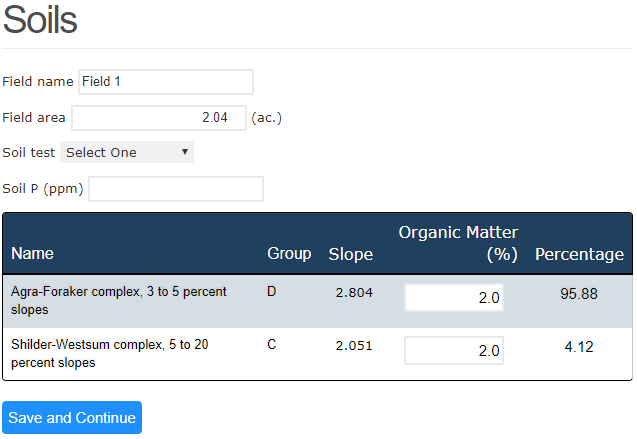 Soils
Field name Field 1
Field area 2.04 (ac.)
Soil test Select One
Soil P (ppm)
Name Group Slope Organic Matter (%) Percentage
Agra-Foraker complex, 3 to 5 percent slopes D 2.804 2.0 95.88
Shilder-Westsum complex, 5 to 20 percent slopes C 2.051 2.0 4.12
Save and Continue